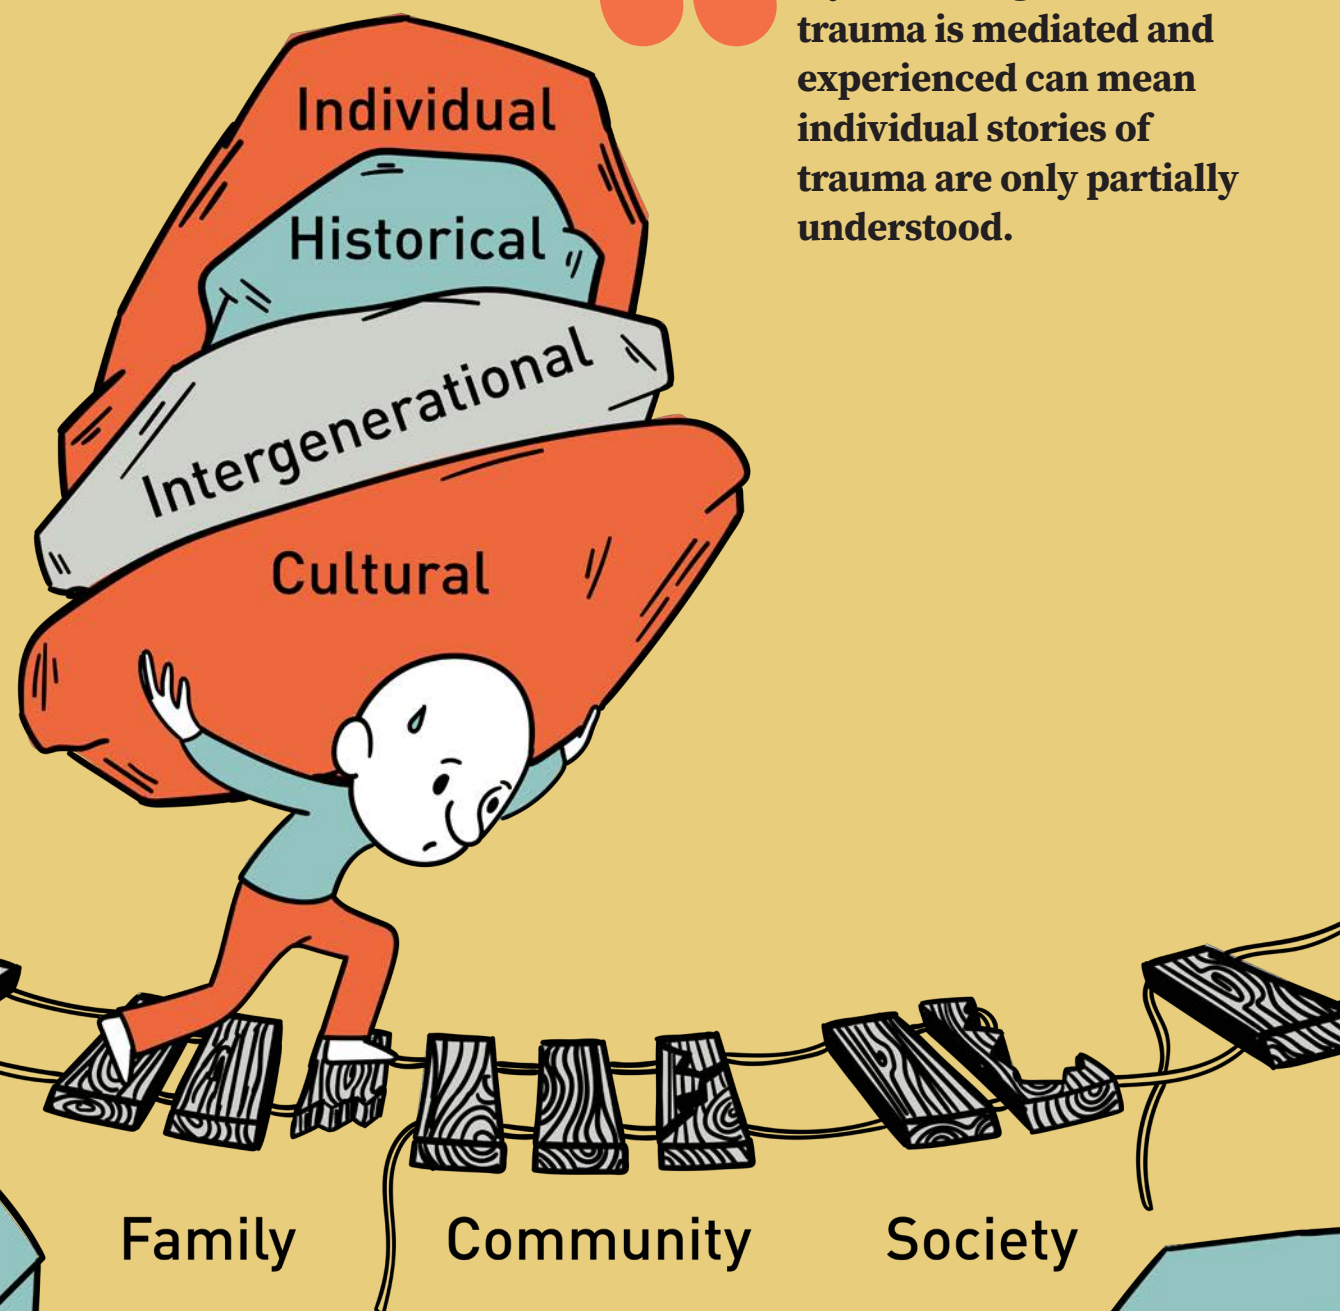 trauma is mediated and
experienced can mean
individual stories of
trauma are only partially
understood.
Individual
Historical
Intergenerational
Cultural
Family
Community
Society